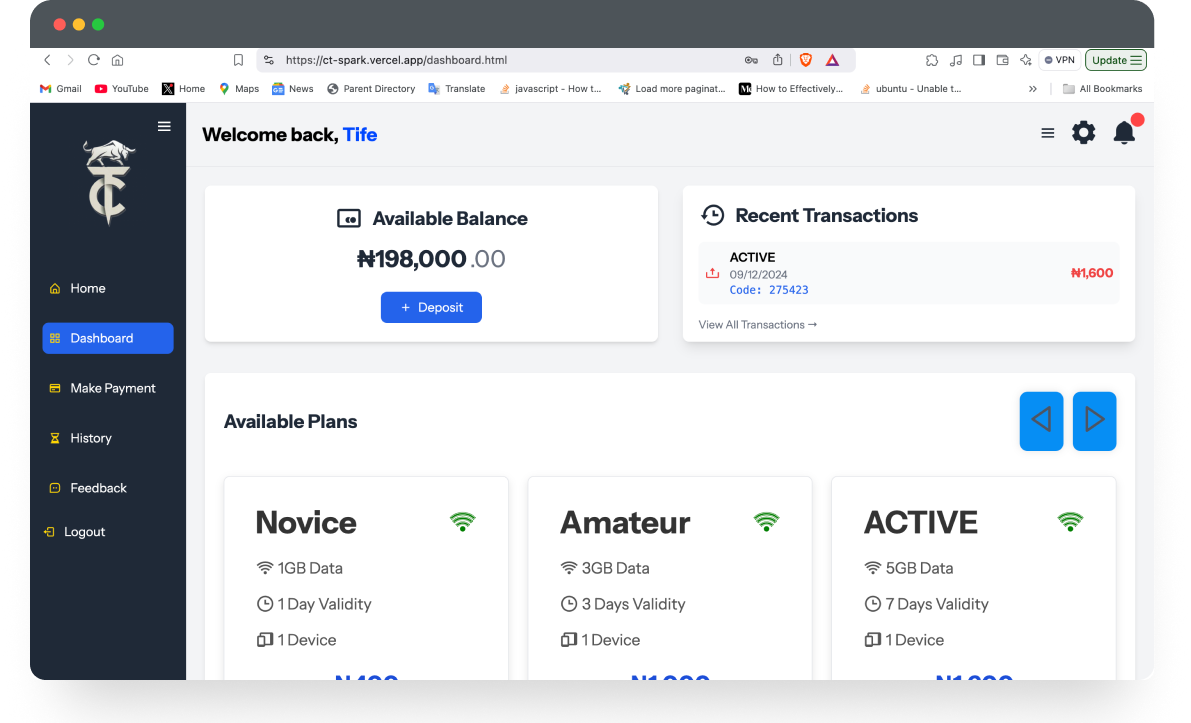 https://ct-spark.vercel.app/dashboard.html
VPN
Update
Gmail
YouTube
Home
Maps
News
Parent Directory
Translate
javascript - How t...
Load more paginat...
How to Effectively...
ubuntu - Unable t...
All Bookmarks
TC
Home
Dashboard
Make Payment
History
Feedback
Logout
Welcome back, Tife
Available Balance
₦198,000.00
+ Deposit
Recent Transactions
ACTIVE
09/12/2024
Code: 275423
₦1,600
View All Transactions →
Available Plans
Novice
1GB Data
1 Day Validity
1 Device
Amateur
3GB Data
3 Days Validity
1 Device
ACTIVE
5GB Data
7 Days Validity
1 Device